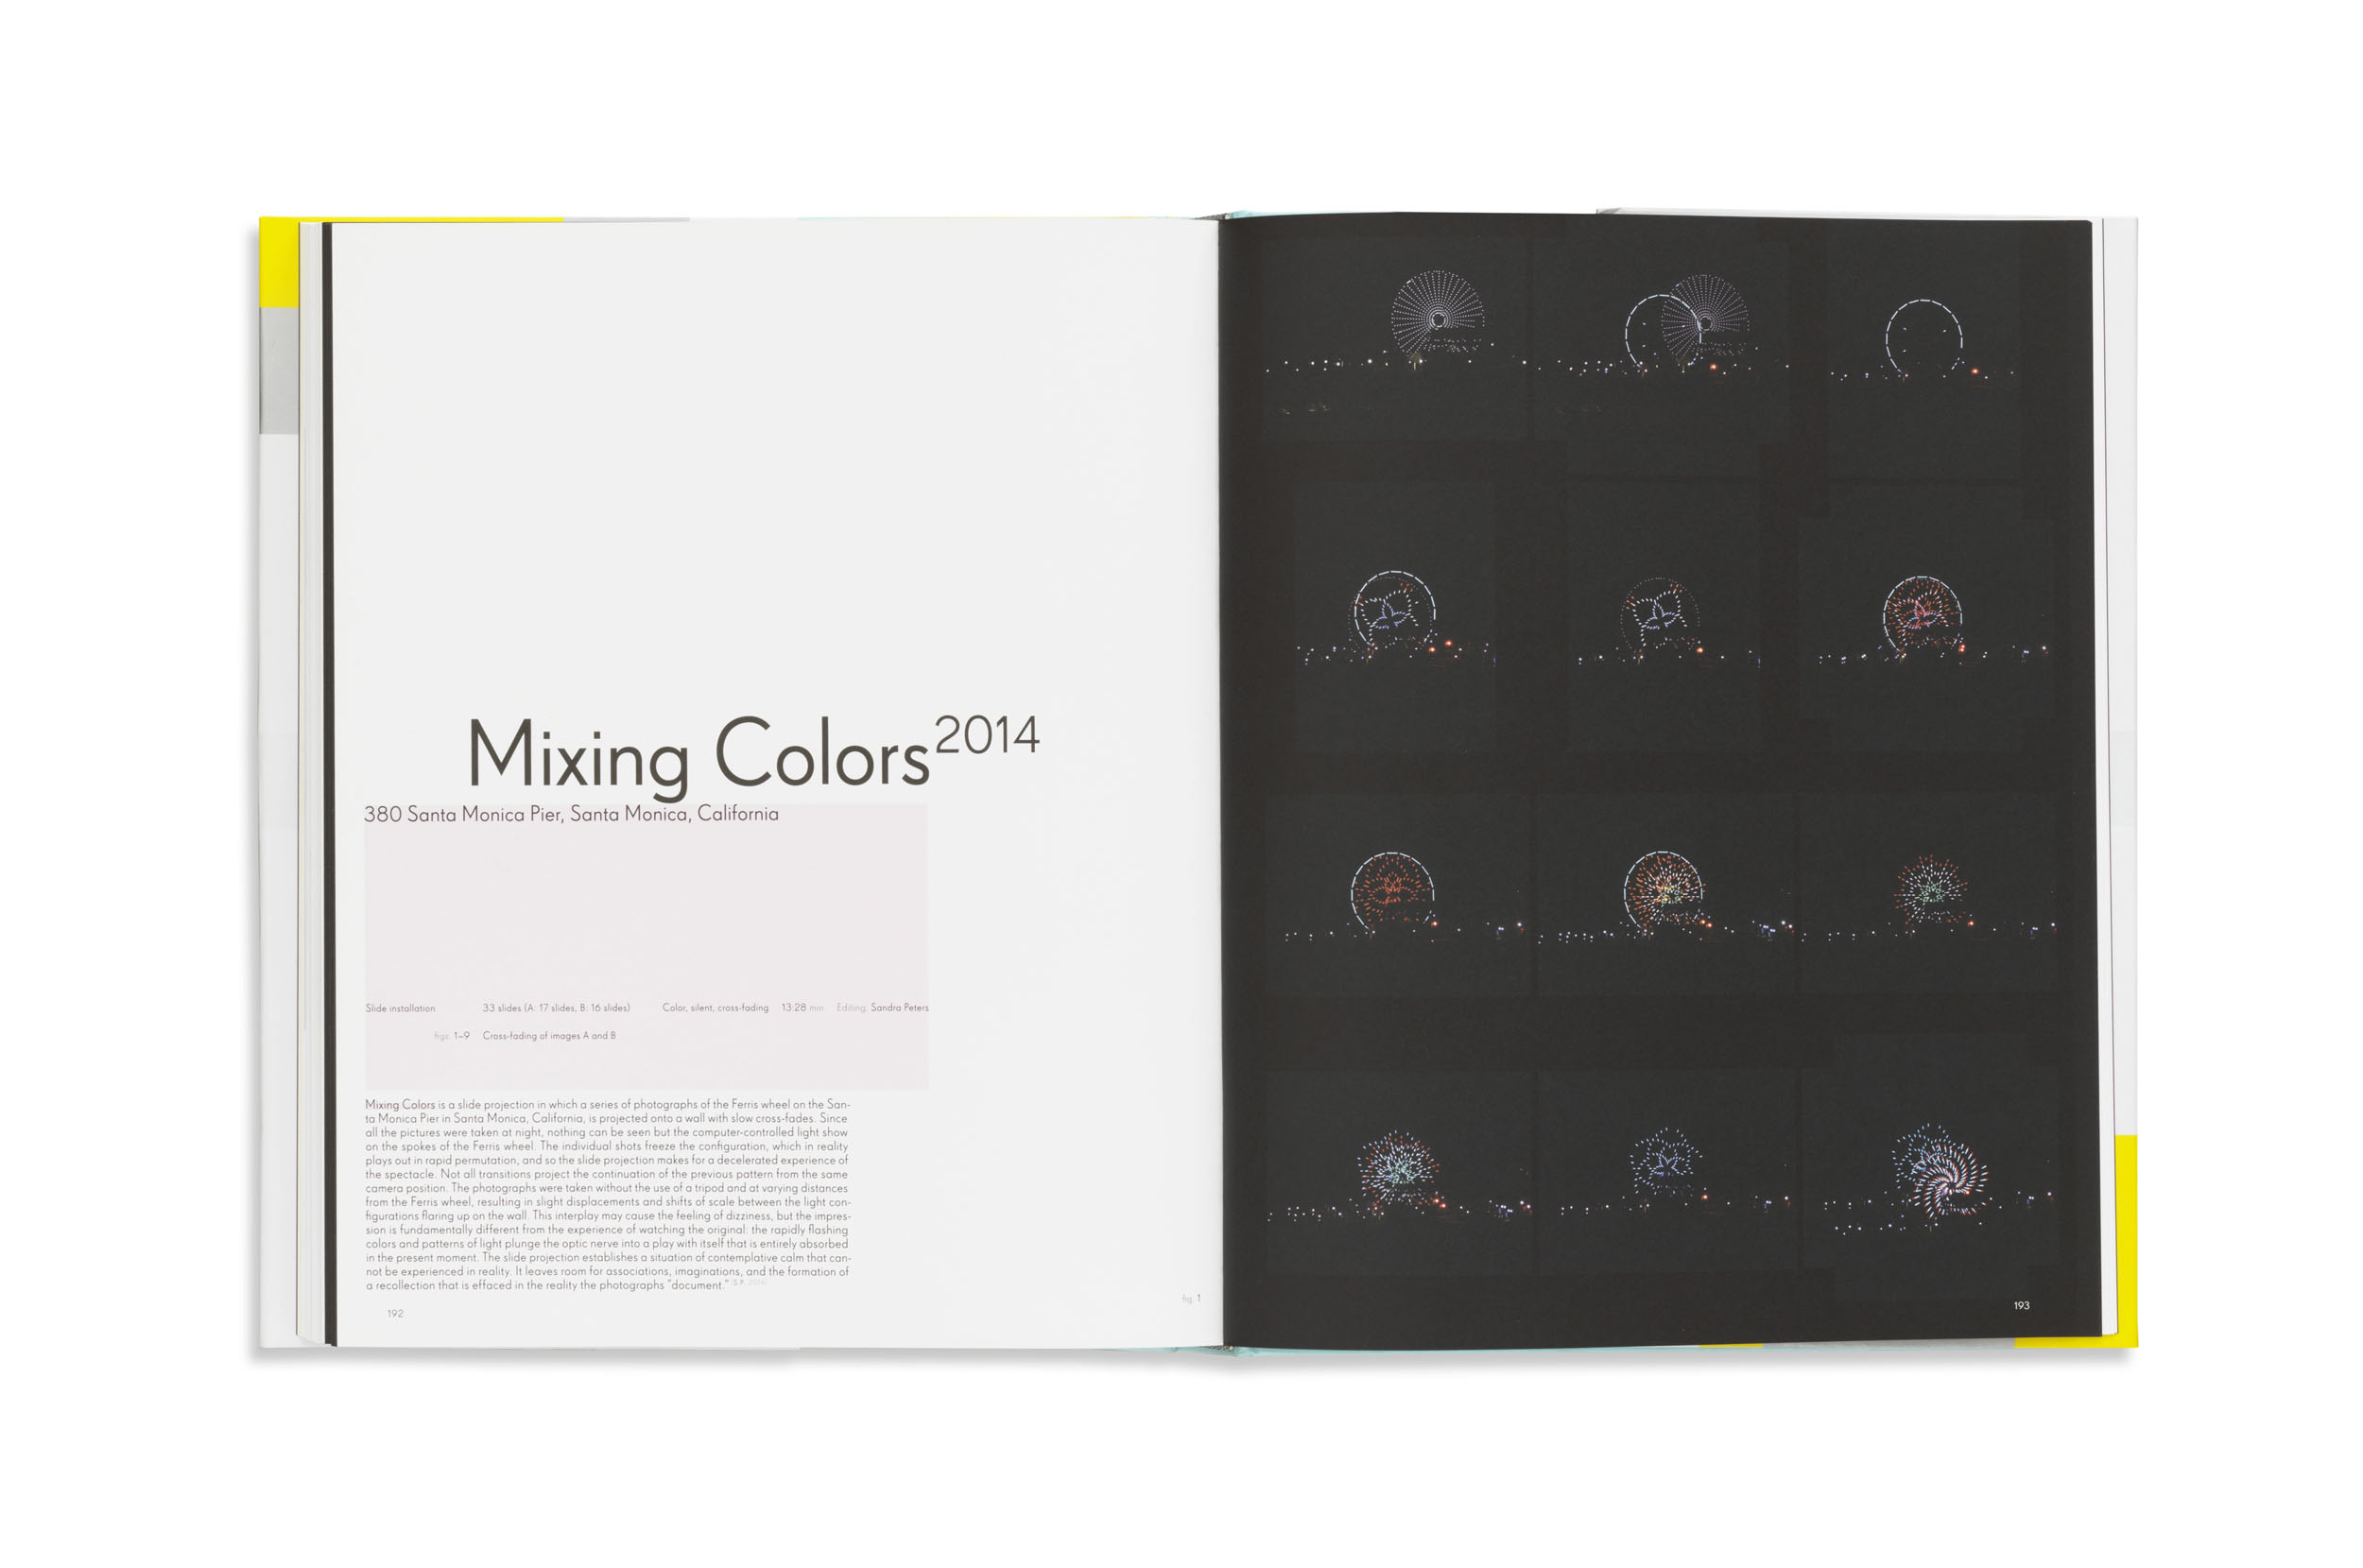 Mixing Colors 2014
380 Santa Monica Pier, Santa Monica, California
Slide installation 33 slides (A: 17 slides, B: 16 slides) Color, silent, cross-fading 13:28 min. Editing: Sandra Peters
figs. 1–9 Cross-fading of images A and B
Mixing Colors is a slide projection in which a series of photographs of the Ferris wheel on the San-
ta Monica Pier in Santa Monica, California, is projected onto a wall with slow cross-fades. Since
all the pictures were taken at night, nothing can be seen but the computer-controlled light show
on the spokes of the Ferris wheel. The individual shots freeze the configuration, which in reality
plays out in rapid permutation, and so the slide projection makes for a decelerated experience of
the spectacle. Not all transitions project the continuation of the previous pattern from the same
camera position. The photographs were taken without the use of a tripod and at varying distances
from the Ferris wheel, resulting in slight displacements and shifts of scale between the light con-
figurations flaring up on the wall. This interplay may cause the feeling of dizziness, but the impres-
sion is fundamentally different from the experience of watching the original: the rapidly flashing
colors and patterns of light plunge the optic nerve into a play with itself that is entirely absorbed
in the present moment. The slide projection establishes a situation of contemplative calm that can-
not be experienced in reality. It leaves room for associations, imaginations, and the formation of
a recollection that is effaced in the reality the photographs "document." (S.P. 2014)
192
fig. 1
193